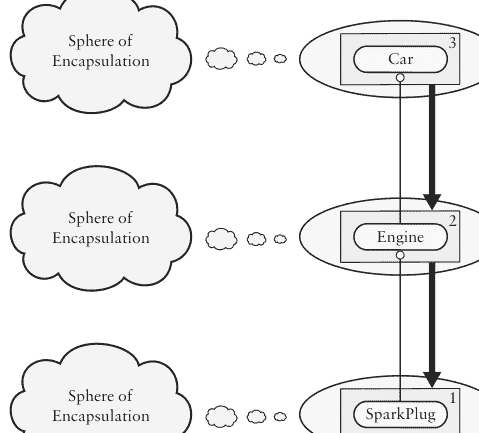 Sphere of
Encapsulation
3
Car
Sphere of
Encapsulation
2
Engine
Sphere of
Encapsulation
1
SparkPlug